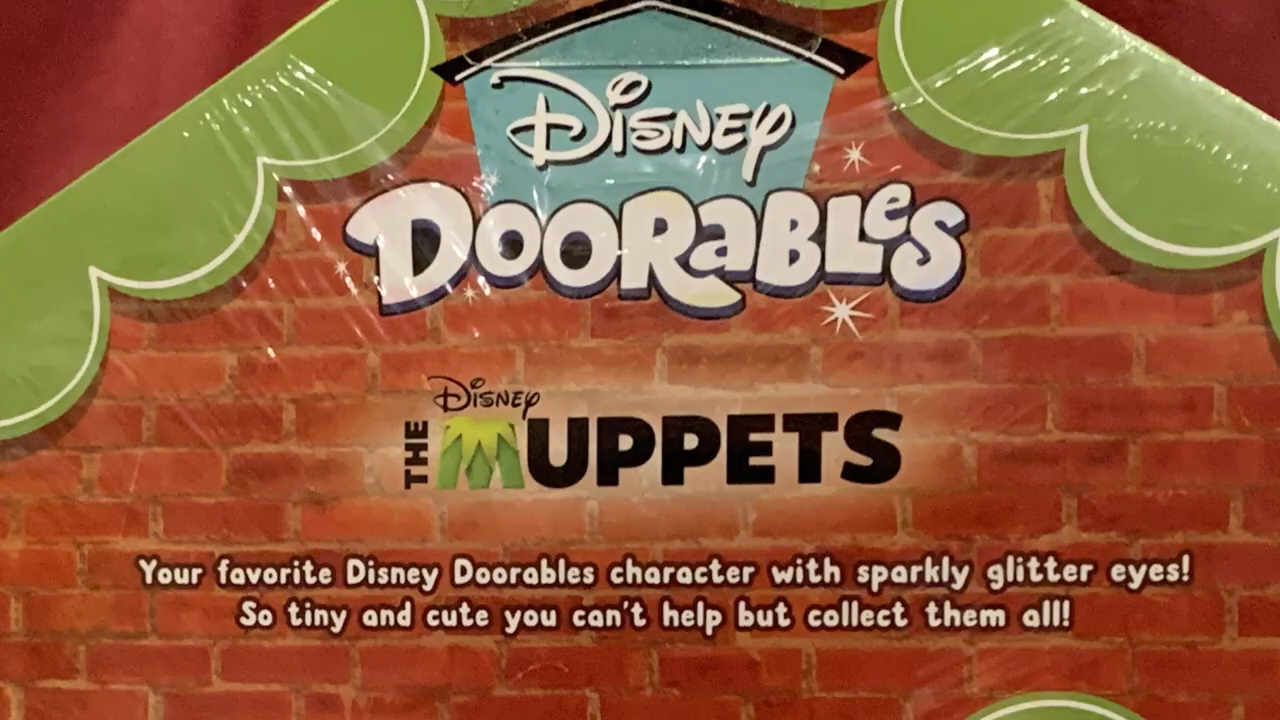 Disney
Doorables
Disney
THE MUPPETS
Your favorite Disney Doorables character with sparkly glitter eyes!
So tiny and cute you can't help but collect them all!